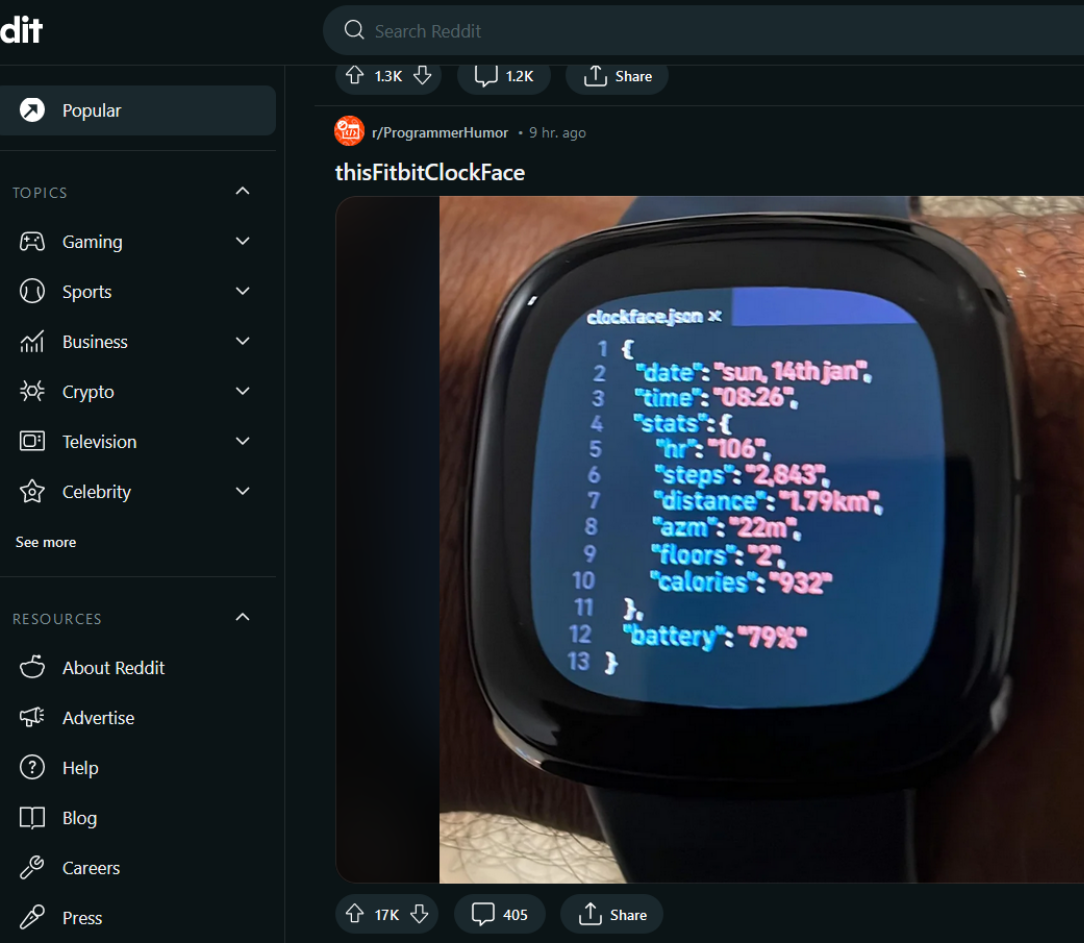 dit
Search Reddit
1.3K
1.2K
Share
Popular
r/ProgrammerHumor • 9 hr. ago
thisFitbitClockFace
TOPICS
Gaming
Sports
Business
Crypto
Television
Celebrity
See more
RESOURCES
About Reddit
Advertise
Help
Blog
Careers
Press
clockface.json x
1 {
2 "date": "sun, 14th jan",
3 "time": "08:26",
4 "stats": {
5 "hr": "106",
6 "steps": "2,843",
7 "distance": "1.79km",
8 "azm": "22m",
9 "floors": "2",
10 "calories": "932"
11 },
12 "battery": "79%"
13 }
17K
405
Share